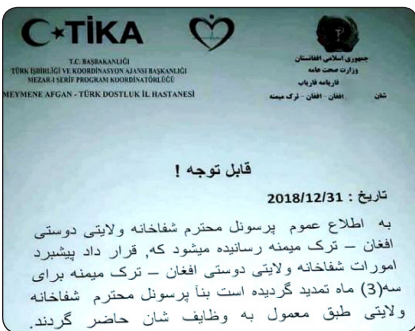 C★TİKA
T.C. BAŞBAKANLIĞI
TÜRK İŞBİRLİĞİ VE KOORDİNASYON AJANSI BAŞKANLIĞI
MEZAR-I ŞERİF PROGRAM KOORDİNATÖRLÜĞÜ
MEYMENE AFGAN - TÜRK DOSTLUK İL HASTANESİ
جمهوری اسلامی افغانستان
وزارت صحت عامه
فاریاب
شان افغان - افغان - ترک میمنه
قابل توجه !
تاریخ : 2018/12/31
به اطلاع عموم پرسونل محترم شفاخانه ولایتی دوستی
افغان – ترک میمنه رسانیده میشود که, قرار داد پیشبرد
امورات شفاخانه ولایتی دوستی افغان – ترک میمنه برای
سه(3) ماه تمدید گردیده است بنآ پرسونل محترم شفاخانه
ولایتی طبق معمول به وظایف شان حاضر گردند.